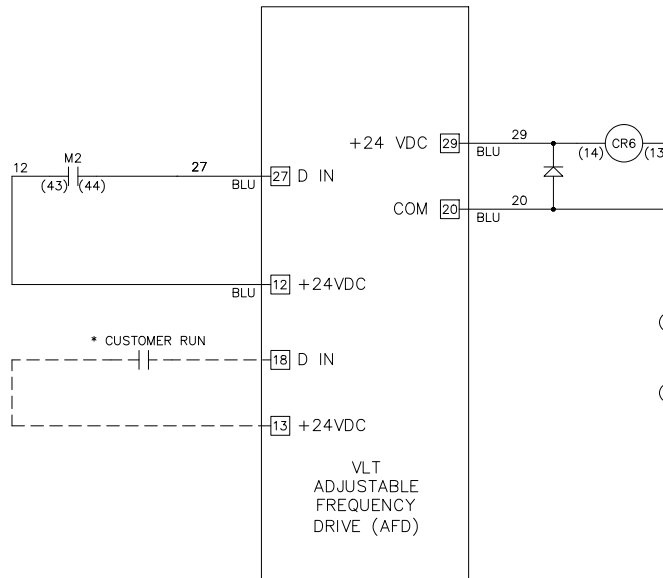 +24 VDC 29 29
BLU
(14) CR6 (13
12 M2 27
(43) (44) BLU
27 D IN
COM 20 20
BLU
BLU 12 +24VDC
* CUSTOMER RUN
18 D IN
13 +24VDC
VLT
ADJUSTABLE
FREQUENCY
DRIVE (AFD)
(
(